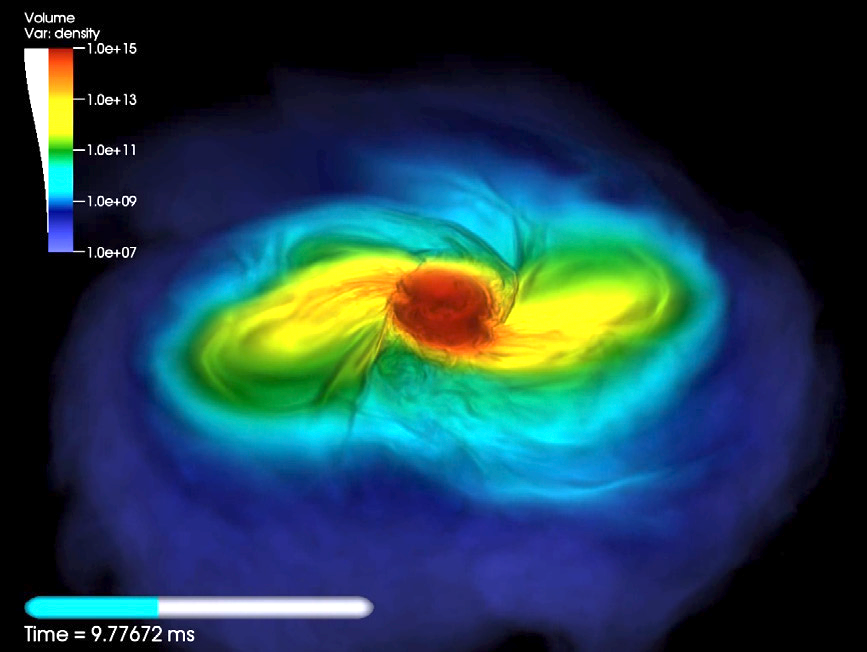 Volume
Var: density
1.0e+15
1.0e+13
1.0e+11
1.0e+09
1.0e+07
Time = 9.77672 ms